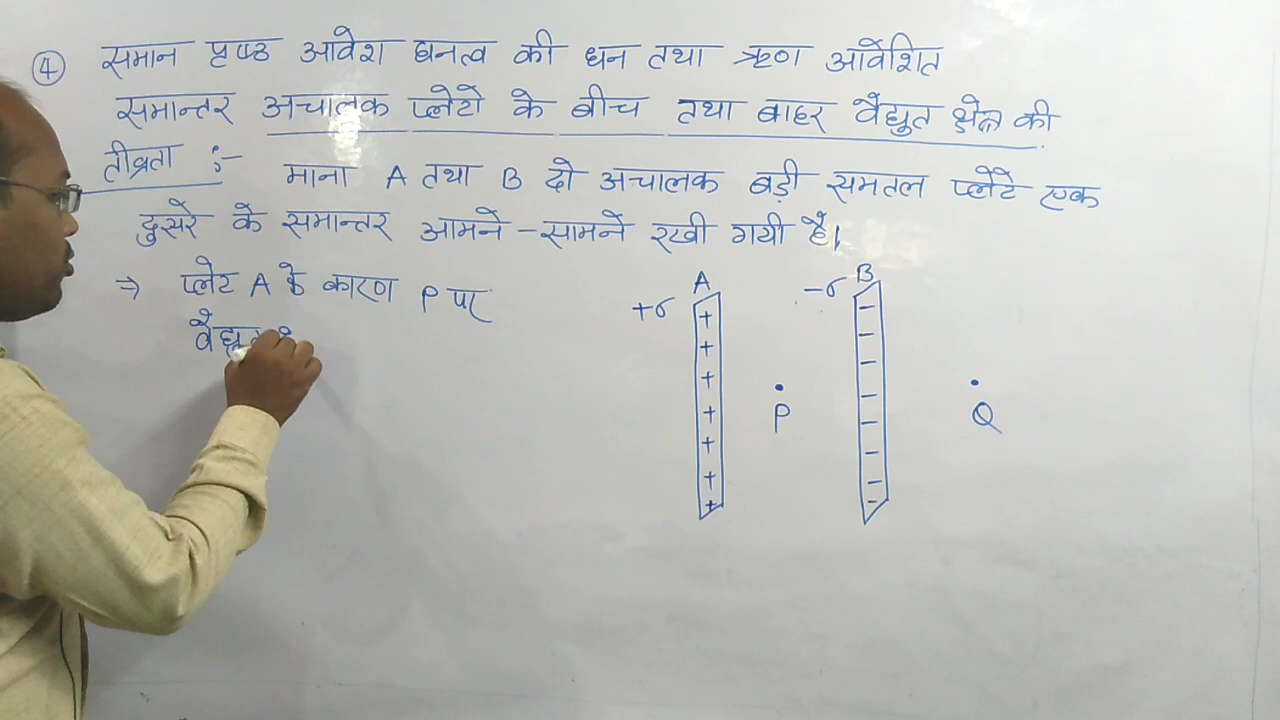 ④ समान पृष्ठ आवेश घनत्व की धन तथा ऋण आवेशित
समान्तर अचालक प्लेटो के बीच तथा बाहर वैद्युत क्षेत्र की
तीव्रता :-
माना A तथा B दो अचालक बड़ी समतल प्लेटे एक
दुसरे के समान्तर आमने-सामने रखी गयी है।
⇒ प्लेट A के कारण P पर
A
+σ
+
+
+
+
+
+
+
P
B
-σ
-
-
-
-
-
-
-
-
Q